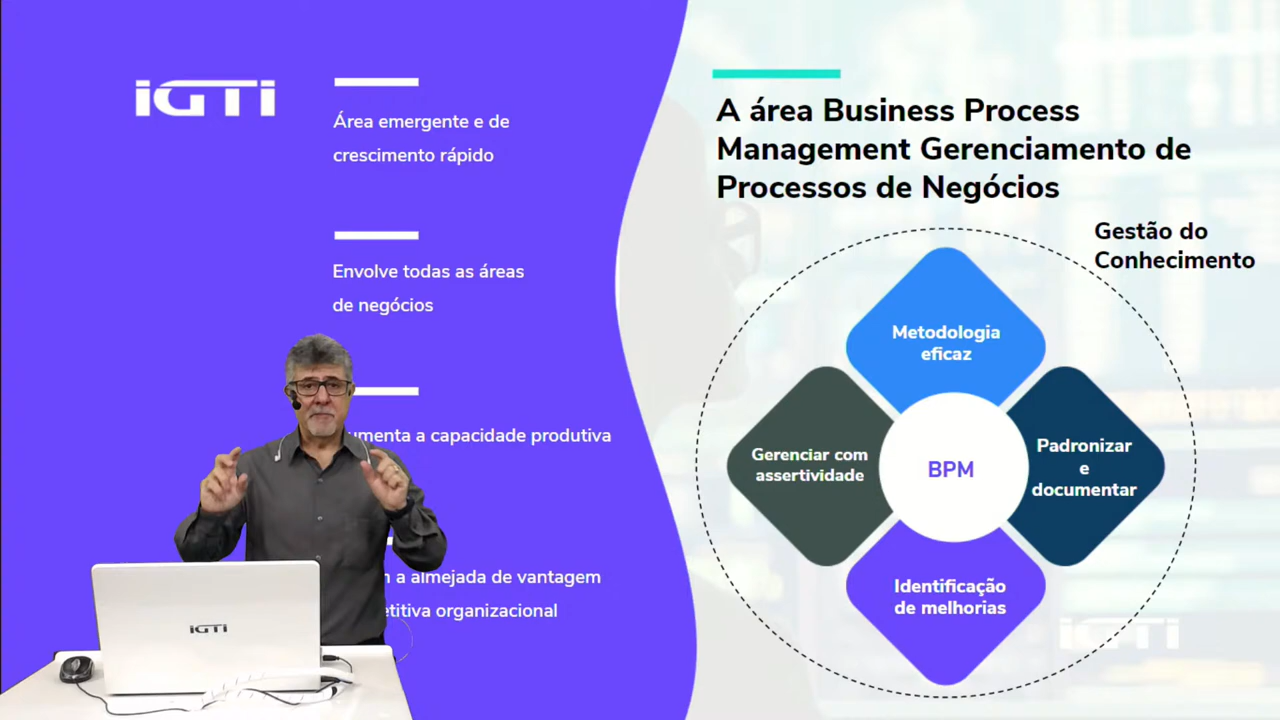 iGTi
Área emergente e de
crescimento rápido
Envolve todas as áreas
de negócios
a capacidade produtiva
a almejada de vantagem
organizacional
iGTi
A área Business Process
Management Gerenciamento de
Processos de Negócios
Gestão do
Conhecimento
Metodologia
eficaz
Gerenciar com
assertividade
BPM
Padronizar
e
documentar
Identificação
de melhorias
iGTi